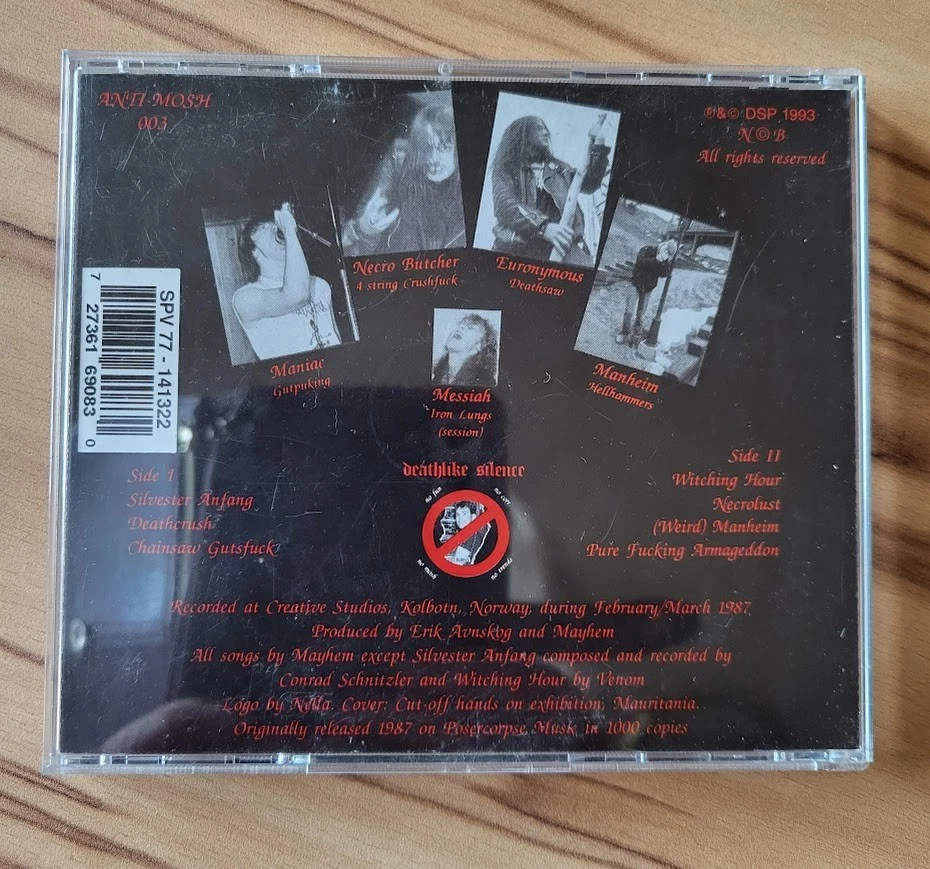 ANTI-MOSH
003
℗&© DSP 1993
N©B
All rights reserved
Necro Butcher
4-string Crushfuck
Euronymous
Deathsaw
Maniac
Gutpuking
Messiah
Iron Lungs
(session)
Manheim
Hellhammers
SPV 77 - 141322
7 27361 69083 0
Side I
Silvester Anfang
Deathcrush
Chainsaw Gutsfuck
deathlike silence
no fun
no core
no mosh
no trends
Side II
Witching Hour
Necrolust
(Weird) Manheim
Pure Fucking Armageddon
Recorded at Creative Studios, Kolbotn, Norway, during February/March 1987
Produced by Erik Avnskog and Mayhem
All songs by Mayhem except Silvester Anfang composed and recorded by
Conrad Schnitzler and Witching Hour by Venom
Logo by Nella. Cover: Cut-off hands on exhibition, Mauritania.
Originally released 1987 on Posercorpse Music in 1000 copies